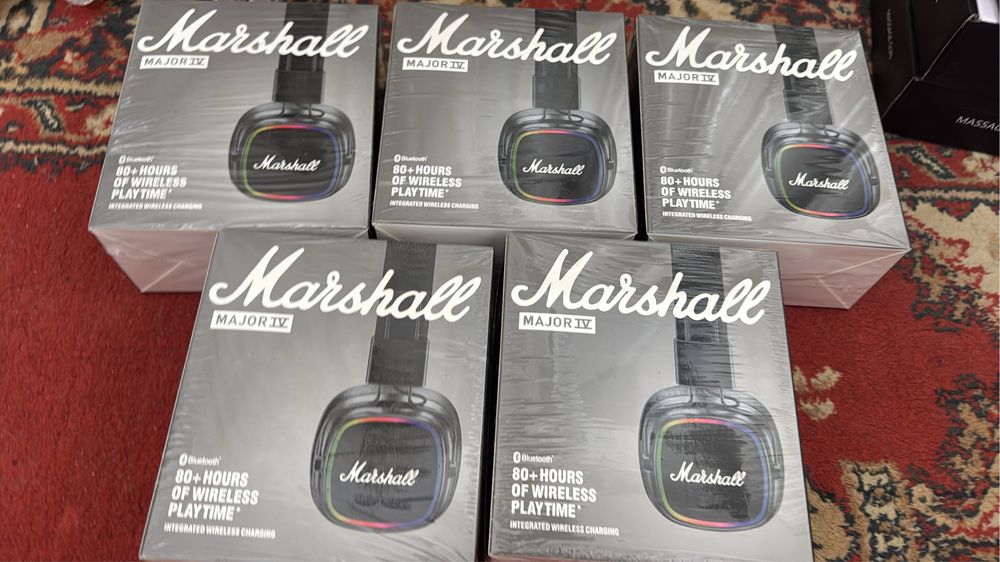 Marshall
MAJOR IV
Bluetooth
80+ HOURS
OF WIRELESS
PLAYTIME*
INTEGRATED WIRELESS CHARGING
Marshall
Marshall
MAJOR IV
Bluetooth
80+ HOURS
OF WIRELESS
PLAYTIME*
INTEGRATED WIRELESS CHARGING
Marshall
Marshall
MAJOR IV
Bluetooth
80+ HOURS
OF WIRELESS
PLAYTIME*
INTEGRATED WIRELESS CHARGING
Marshall
Marshall
MAJOR IV
Bluetooth
80+ HOURS
OF WIRELESS
PLAYTIME*
INTEGRATED WIRELESS CHARGING
Marshall
Marshall
MAJOR IV
Bluetooth
80+ HOURS
OF WIRELESS
PLAYTIME*
INTEGRATED WIRELESS CHARGING
Marshall